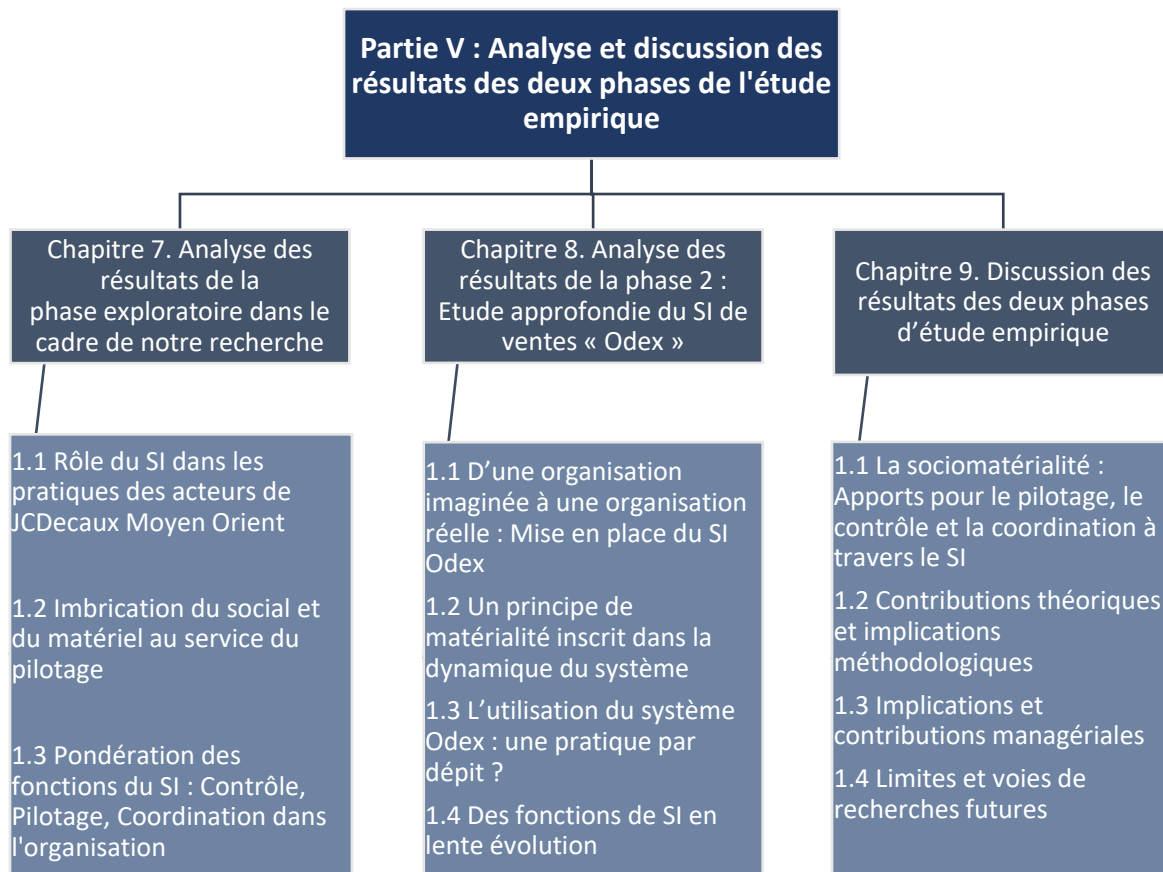 Partie V : Analyse et discussion des
résultats des deux phases de l'étude
empirique
Chapitre 7. Analyse des
résultats de la
phase exploratoire dans le
cadre de notre recherche
1.1 Rôle du SI dans les
pratiques des acteurs de
JCDecaux Moyen Orient
1.2 Imbrication du social et
du matériel au service du
pilotage
1.3 Pondération des
fonctions du SI : Contrôle,
Pilotage, Coordination dans
l'organisation
Chapitre 8. Analyse des
résultats de la phase 2 :
Etude approfondie du SI de
ventes « Odex »
1.1 D’une organisation
imaginée à une organisation
réelle : Mise en place du SI
Odex
1.2 Un principe de
matérialité inscrit dans la
dynamique du système
1.3 L’utilisation du système
Odex : une pratique par
dépit ?
1.4 Des fonctions de SI en
lente évolution
Chapitre 9. Discussion des
résultats des deux phases
d’étude empirique
1.1 La sociomatérialité :
Apports pour le pilotage, le
contrôle et la coordination à
travers le SI
1.2 Contributions théoriques
et implications
méthodologiques
1.3 Implications et
contributions managériales
1.4 Limites et voies de
recherches futures